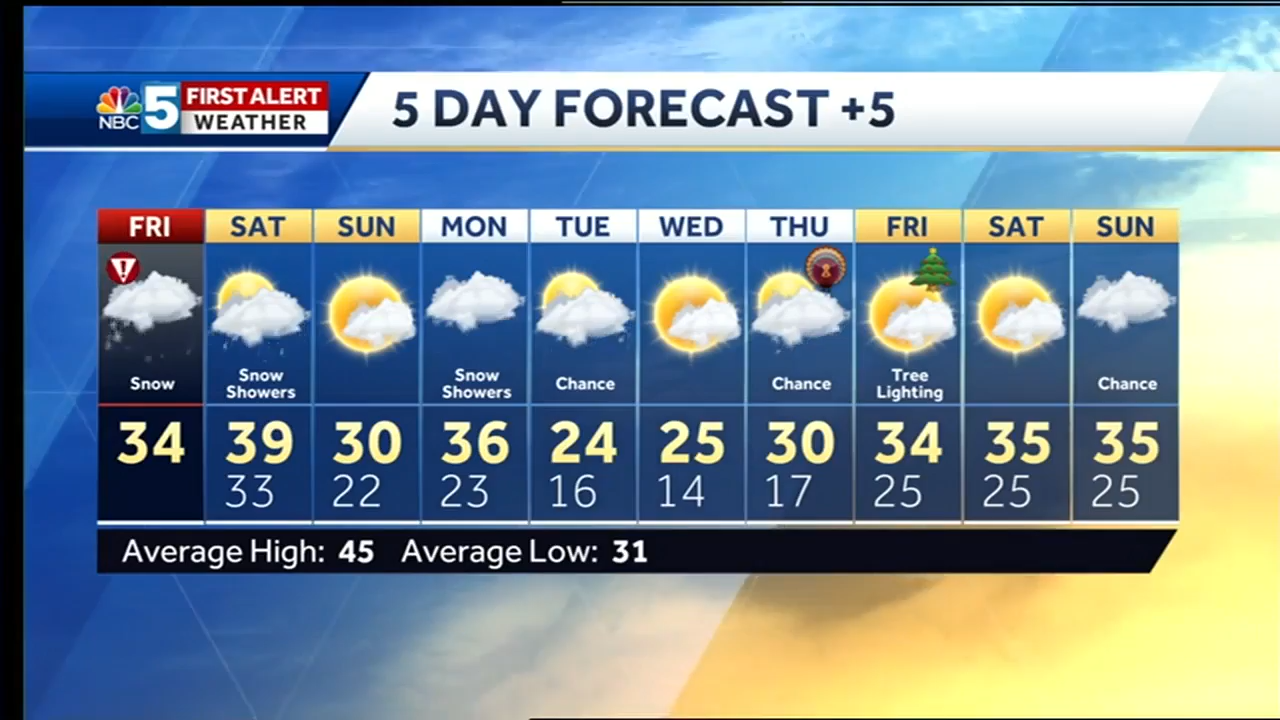 NBC 5 FIRST ALERT WEATHER
5 DAY FORECAST +5
FRI SAT SUN MON TUE WED THU FRI SAT SUN
!
Snow
Snow Showers
Snow Showers
Chance
Chance
Tree Lighting
Chance
34 39 30 36 24 25 30 34 35 35
33 22 23 16 14 17 25 25 25
Average High: 45 Average Low: 31